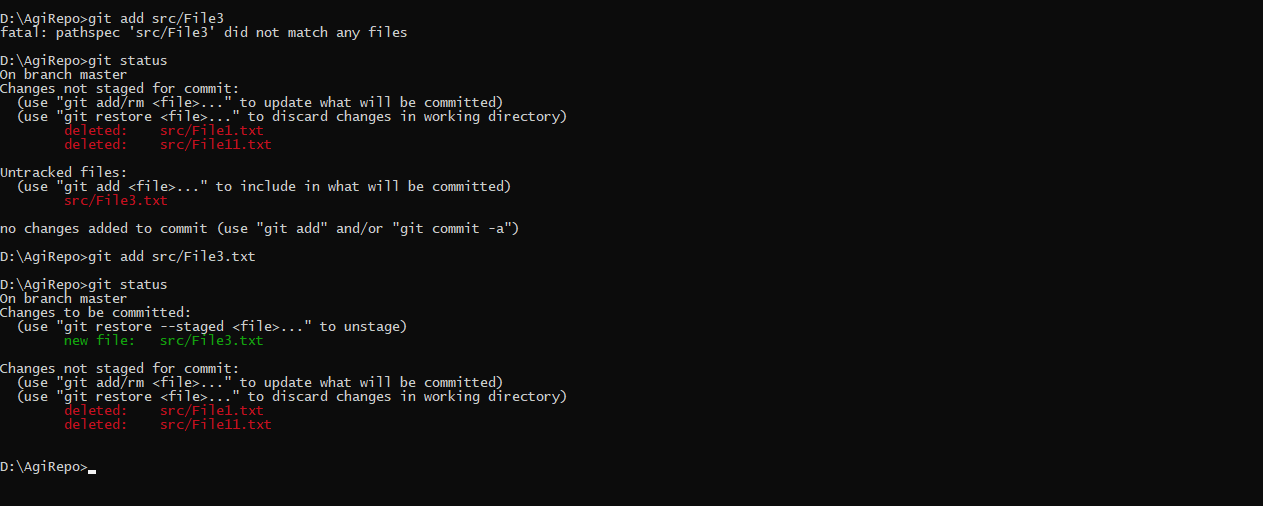 D:\AgiRepo>git add src/File3
fatal: pathspec 'src/File3' did not match any files
D:\AgiRepo>git status
On branch master
Changes not staged for commit:
  (use "git add/rm <file>..." to update what will be committed)
  (use "git restore <file>..." to discard changes in working directory)
        deleted:    src/File1.txt
        deleted:    src/File11.txt
Untracked files:
  (use "git add <file>..." to include in what will be committed)
        src/File3.txt
no changes added to commit (use "git add" and/or "git commit -a")
D:\AgiRepo>git add src/File3.txt
D:\AgiRepo>git status
On branch master
Changes to be committed:
  (use "git restore --staged <file>..." to unstage)
        new file:   src/File3.txt
Changes not staged for commit:
  (use "git add/rm <file>..." to update what will be committed)
  (use "git restore <file>..." to discard changes in working directory)
        deleted:    src/File1.txt
        deleted:    src/File11.txt
D:\AgiRepo>